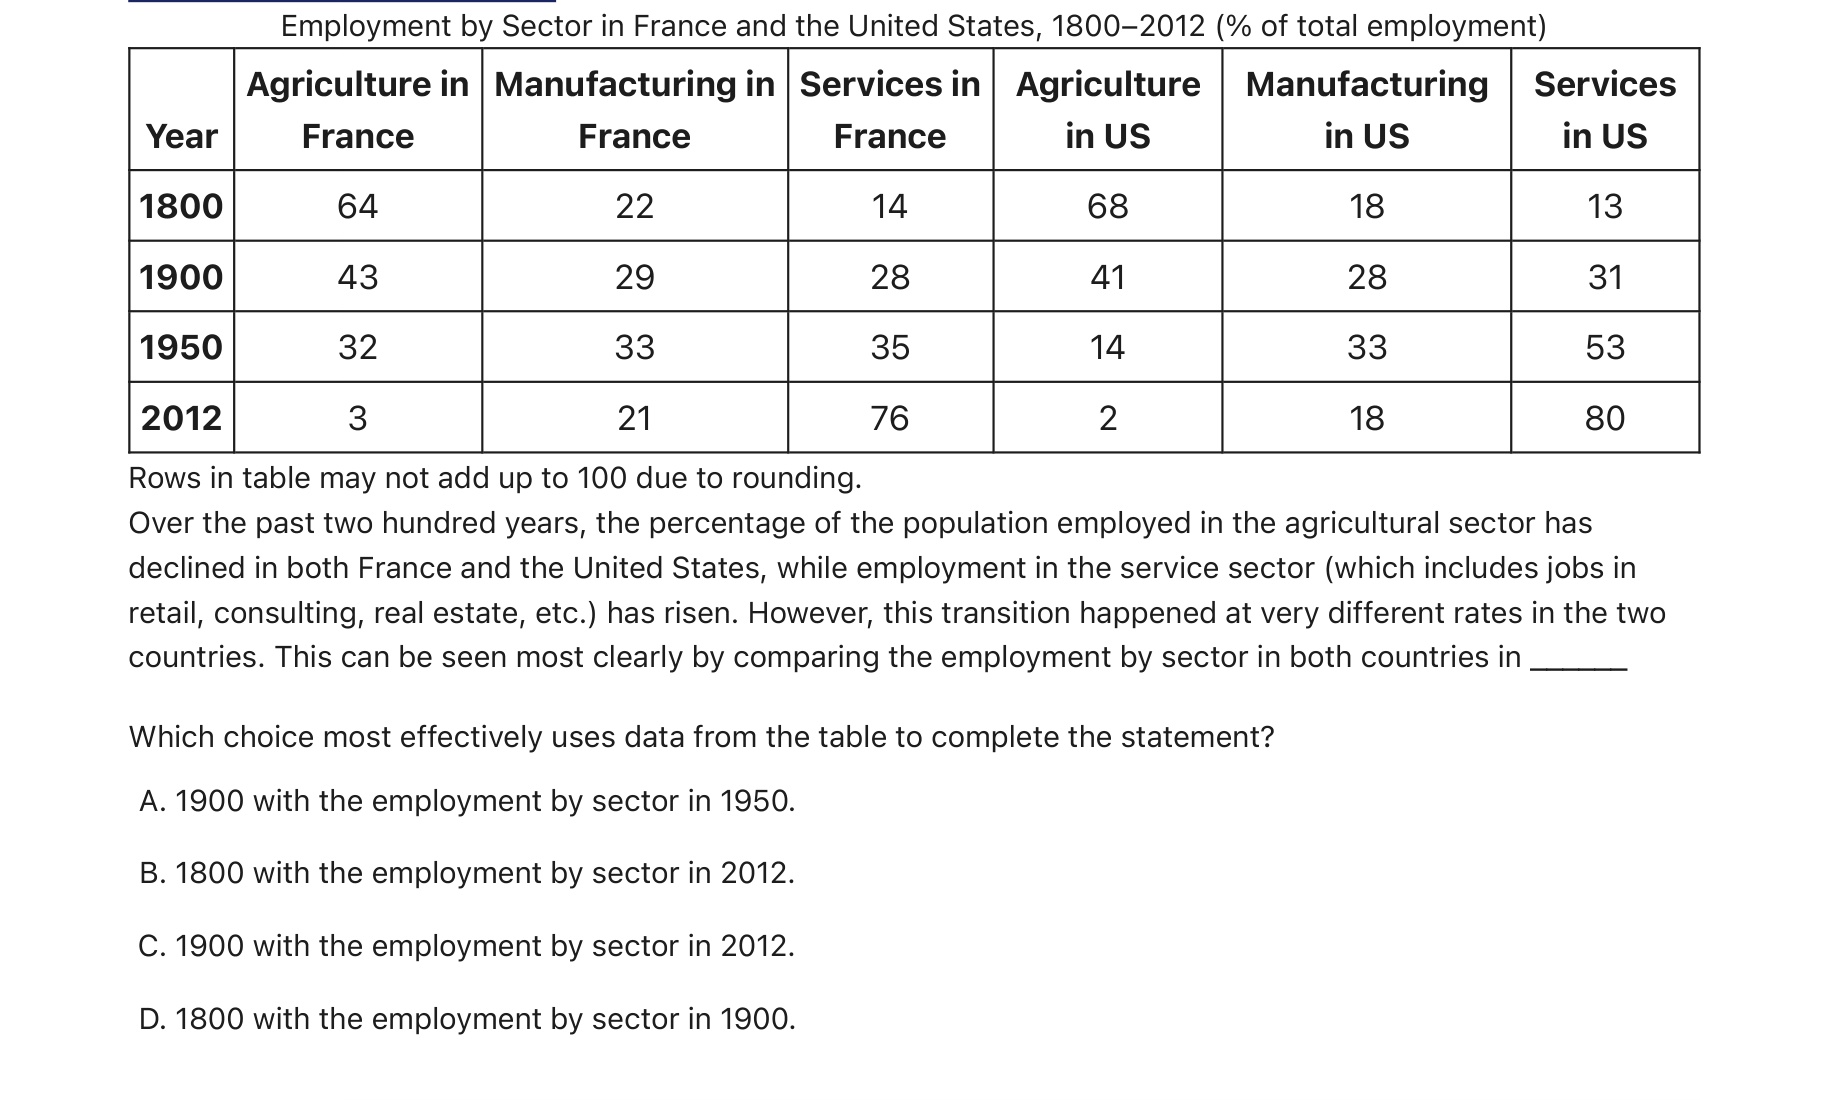 Employment by Sector in France and the United States, 1800–2012 (% of total employment)
Year Agriculture in France Manufacturing in France Services in France Agriculture in US Manufacturing in US Services in US
1800 64 22 14 68 18 13
1900 43 29 28 41 28 31
1950 32 33 35 14 33 53
2012 3 21 76 2 18 80
Rows in table may not add up to 100 due to rounding.
Over the past two hundred years, the percentage of the population employed in the agricultural sector has
declined in both France and the United States, while employment in the service sector (which includes jobs in
retail, consulting, real estate, etc.) has risen. However, this transition happened at very different rates in the two
countries. This can be seen most clearly by comparing the employment by sector in both countries in ______
Which choice most effectively uses data from the table to complete the statement?
A. 1900 with the employment by sector in 1950.
B. 1800 with the employment by sector in 2012.
C. 1900 with the employment by sector in 2012.
D. 1800 with the employment by sector in 1900.